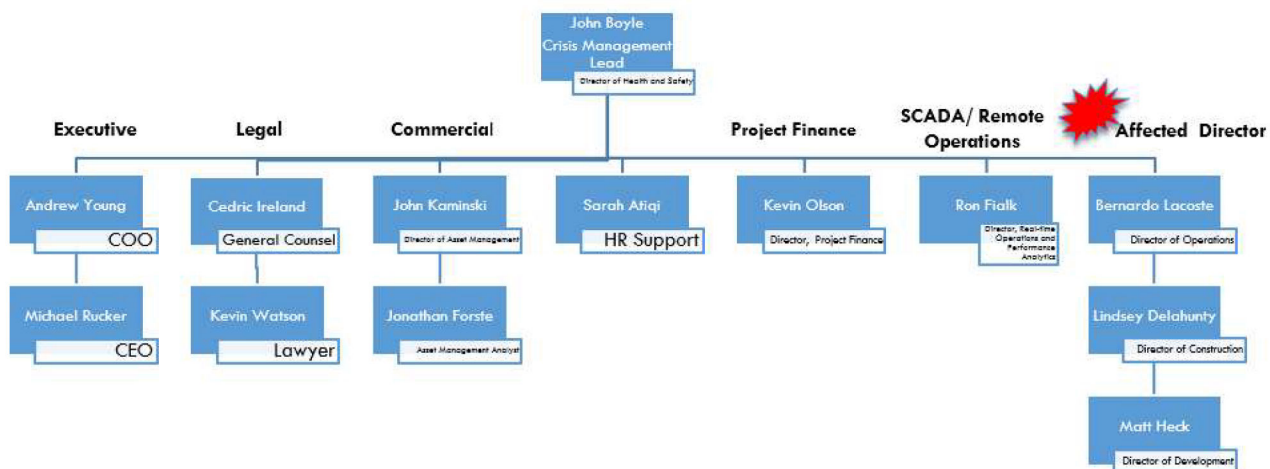 John Boyle
Crisis Management
Lead
Director of Health and Safety
Executive
Legal
Commercial
Project Finance
SCADA/ Remote
Operations
Affected Director
Andrew Young
COO
Cedric Ireland
General Counsel
John Kaminski
Director of Asset Management
Sarah Atiqi
HR Support
Kevin Olson
Director, Project Finance
Ron Fialk
Director, Real-time
Operations and
Performance
Analytics
Bernardo Lacoste
Director of Operations
Michael Rucker
CEO
Kevin Watson
Lawyer
Jonathan Forste
Asset Management Analyst
Lindsey Delahunty
Director of Construction
Matt Heck
Director of Development